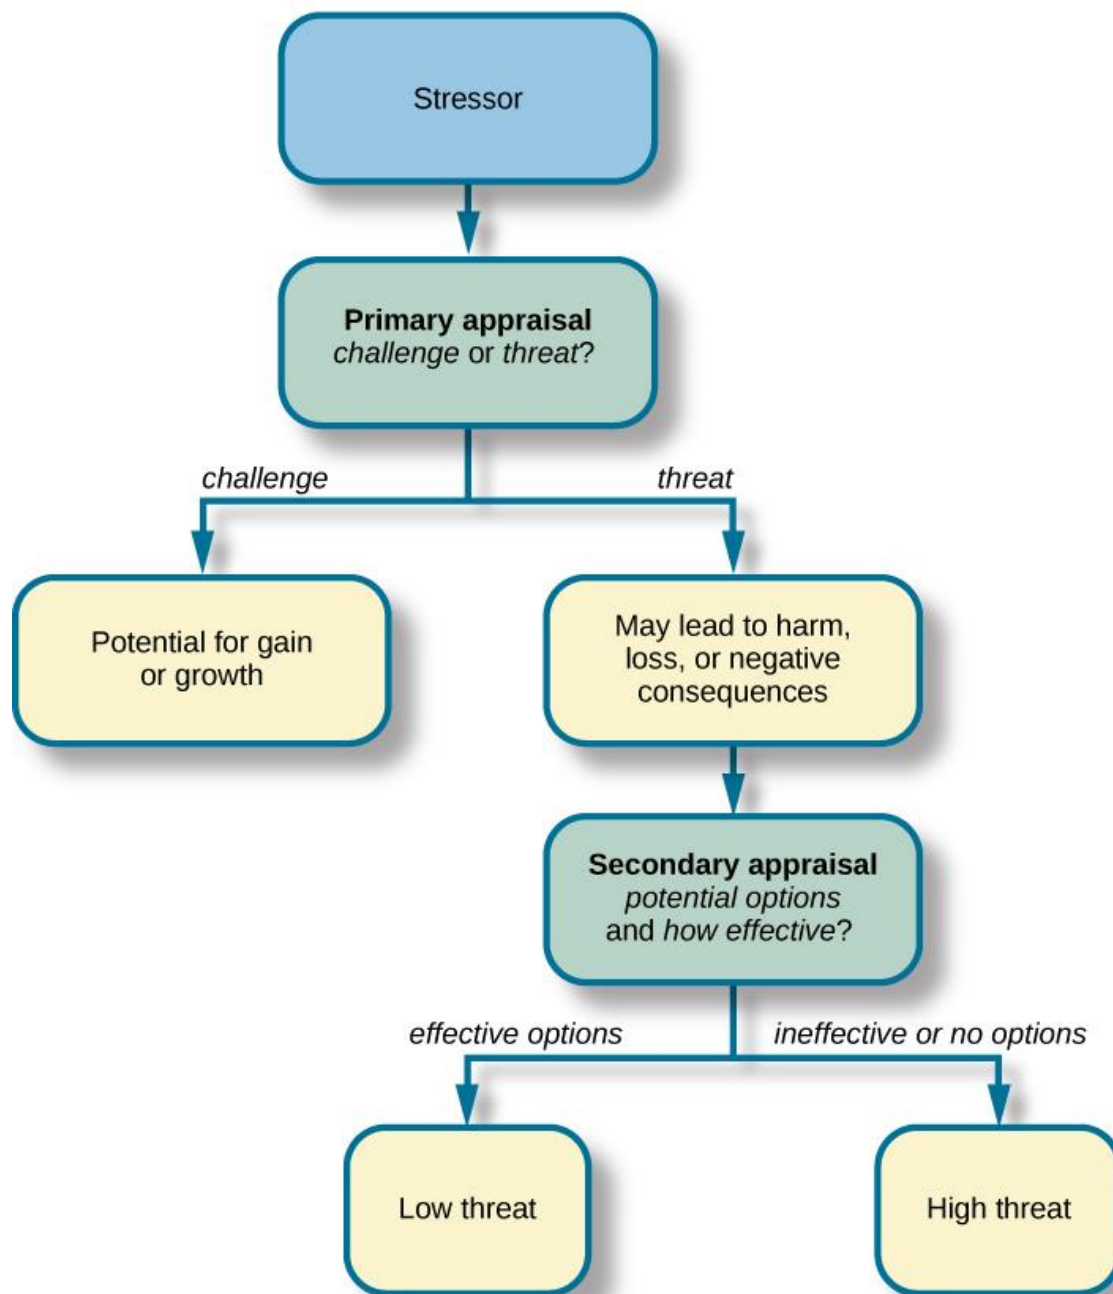 Stressor
Primary appraisal
challenge or threat?
challenge
threat
Potential for gain
or growth
May lead to harm,
loss, or negative
consequences
Secondary appraisal
potential options
and how effective?
effective options
ineffective or no options
Low threat
High threat